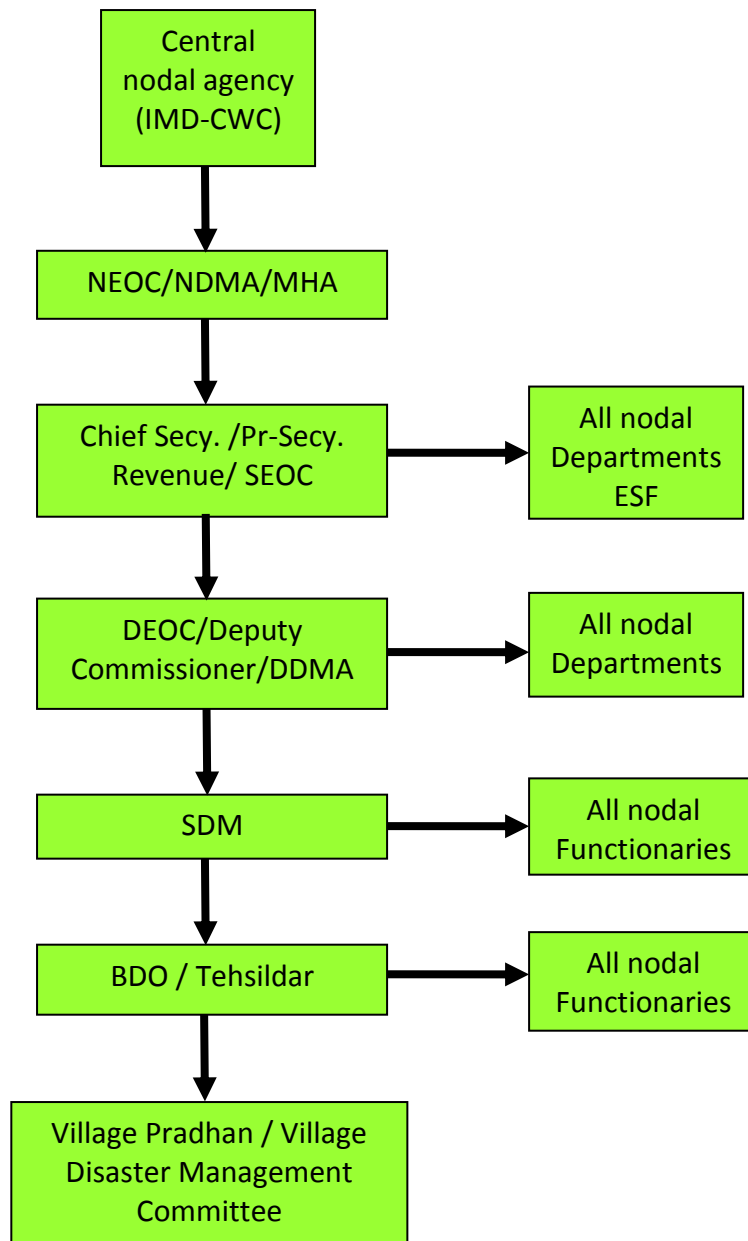 Central
nodal agency
(IMD-CWC)
NEOC/NDMA/MHA
Chief Secy. /Pr-Secy.
Revenue/ SEOC
All nodal
Departments
ESF
DEOC/Deputy
Commissioner/DDMA
All nodal
Departments
SDM
All nodal
Functionaries
BDO / Tehsildar
All nodal
Functionaries
Village Pradhan / Village
Disaster Management
Committee